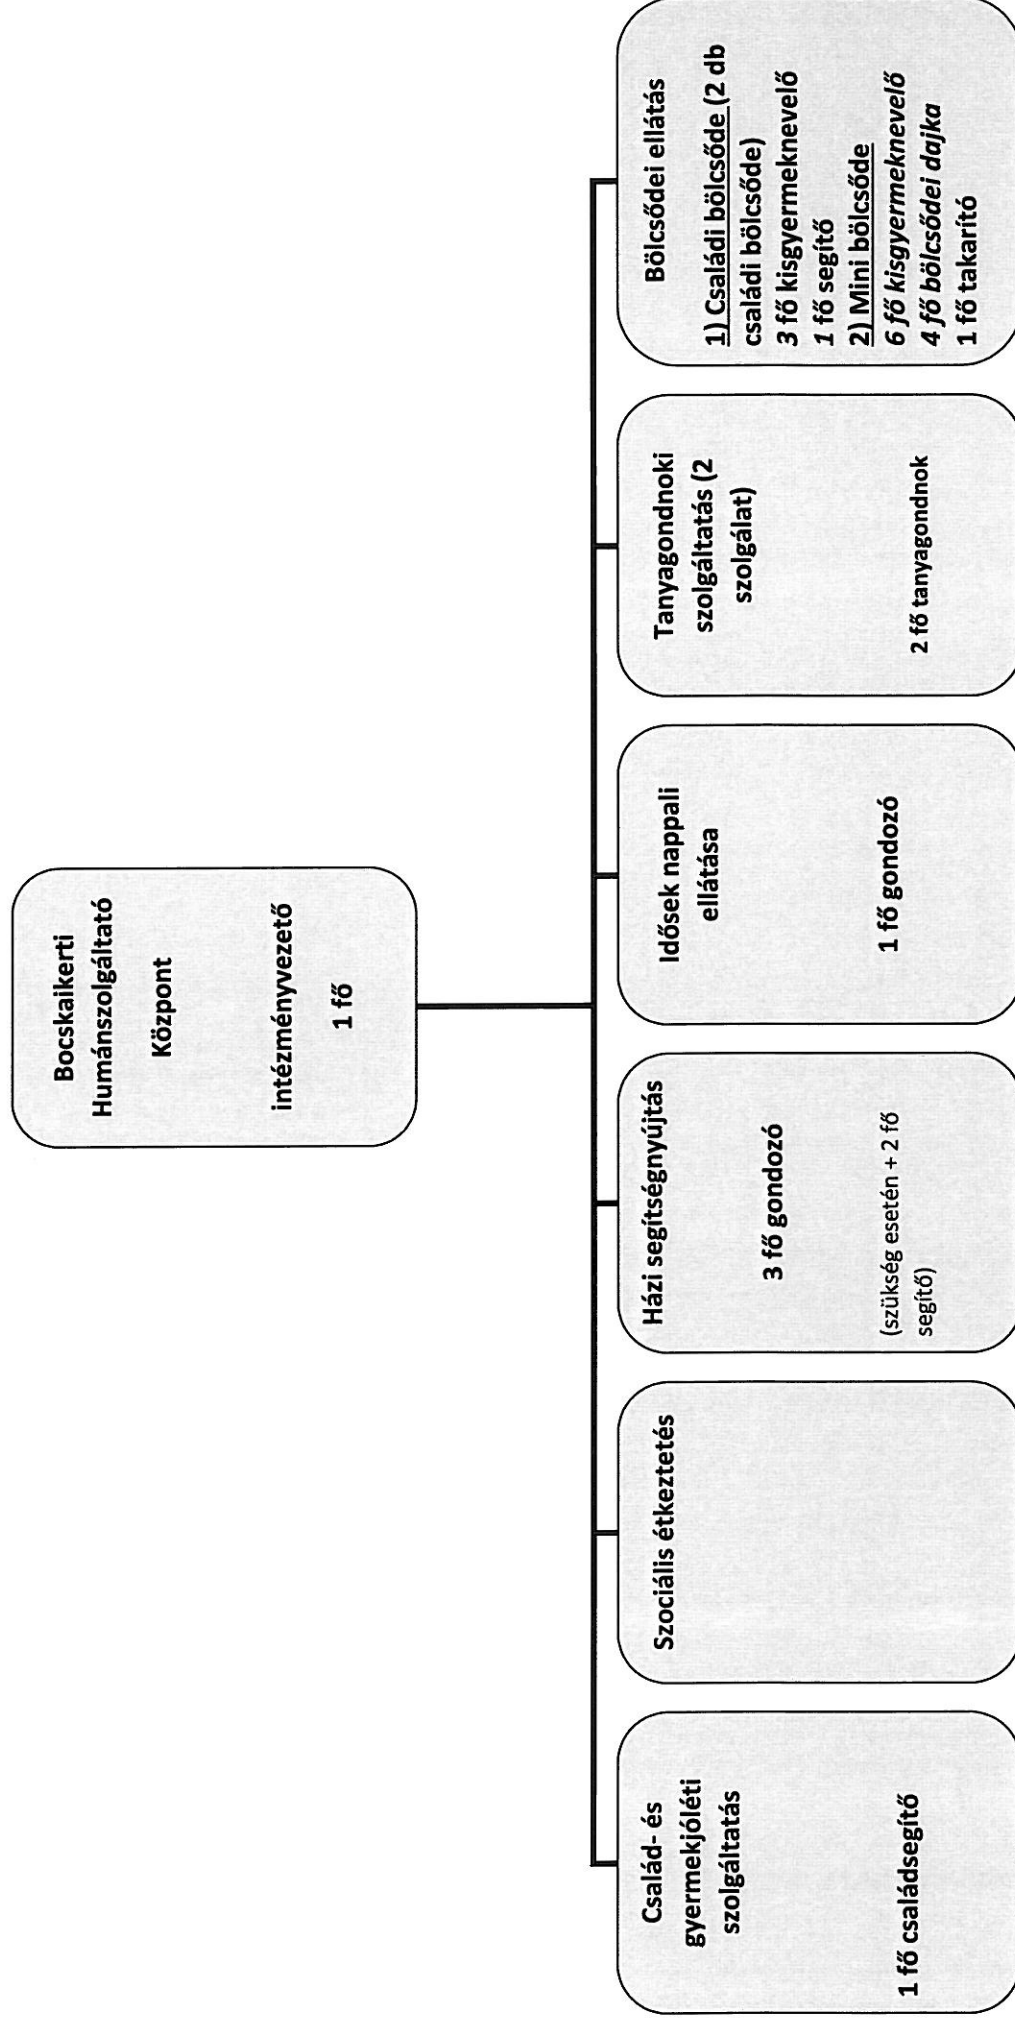 Bocskaikerti
Humánszolgáltató
Központ
intézményvezető
1 fő
Család- és
gyermekjóléti
szolgáltatás
1 fő családsegítő
Szociális étkeztetés
Házi segítségnyújtás
3 fő gondozó
(szükség esetén + 2 fő
segítő)
Idősek nappali
ellátása
1 fő gondozó
Tanyagondnoki
szolgáltatás (2
szolgálat)
2 fő tanyagondnok
Bölcsődei ellátás
1) Családi bölcsőde (2 db
családi bölcsőde)
3 fő kisgyermeknevelő
1 fő segítő
2) Mini bölcsőde
6 fő kisgyermeknevelő
4 fő bölcsődei dajka
1 fő takarító